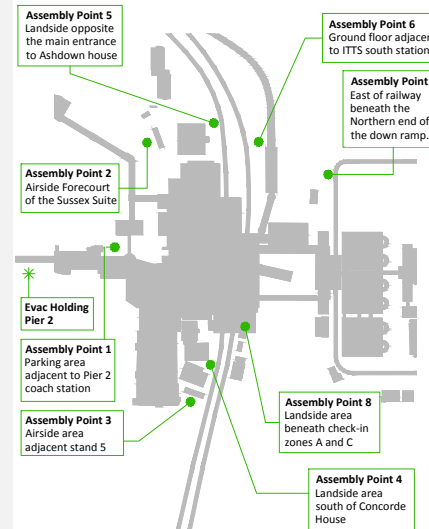 Assembly Point 5
Landside opposite
the main entrance
to Ashdown house
Assembly Point 6
Ground floor adjacen
to ITTS south station
Assembly Point
East of railway
beneath the
Northern end of
the down ramp.
Assembly Point 2
Airside Forecourt
of the Sussex Suite
Evac Holding
Pier 2
Assembly Point 1
Parking area
adjacent to Pier 2
coach station
Assembly Point 3
Airside area
adjacent stand 5
Assembly Point 8
Landside area
beneath check-in
zones A and C
Assembly Point 4
Landside area
south of Concorde
House